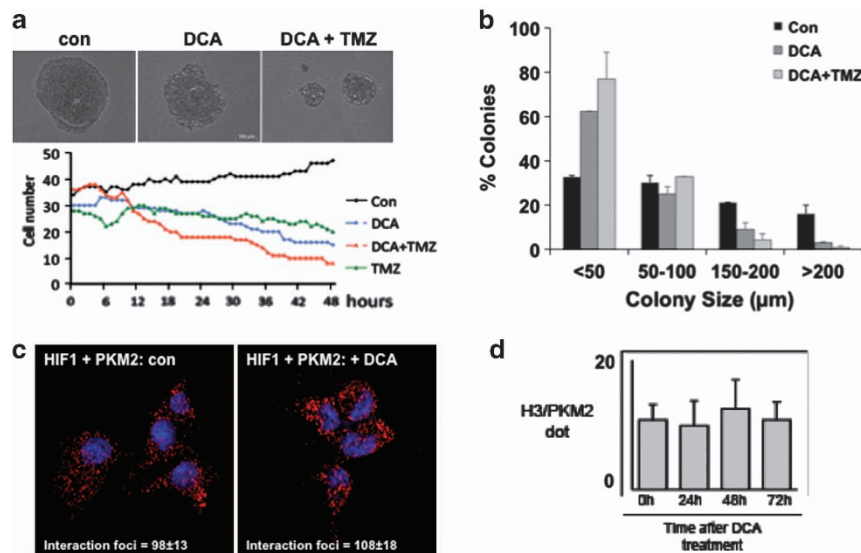 a
con DCA DCA + TMZ
50
40
30
20
10
0
Cell number
0 6 12 18 24 30 36 42 48 hours
Con
DCA
DCA+TMZ
TMZ
b
100
80
60
40
20
0
% Colonies
Con
DCA
DCA+TMZ
<50 50-100 150-200 >200
Colony Size (µm)
c
HIF1 + PKM2: con
Interaction foci = 98±13
HIF1 + PKM2: + DCA
Interaction foci = 108±18
d
20
H3/PKM2
dot
0
0h 24h 48h 72h
Time after DCA
treatment